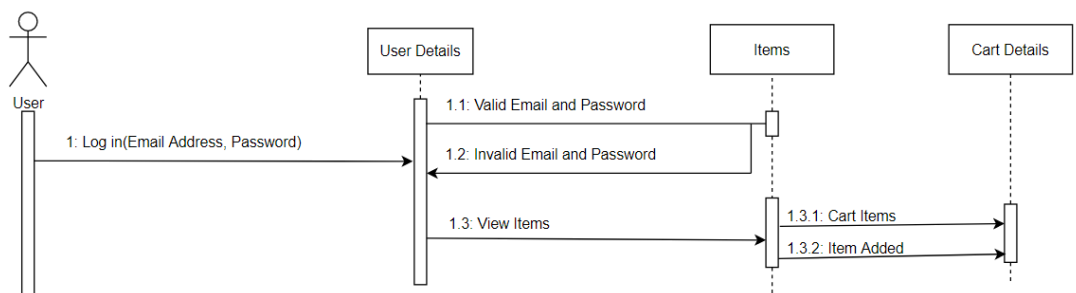 User Details
Items
Cart Details
User
1.1: Valid Email and Password
1: Log in(Email Address, Password)
1.2: Invalid Email and Password
1.3: View Items
1.3.1: Cart Items
1.3.2: Item Added